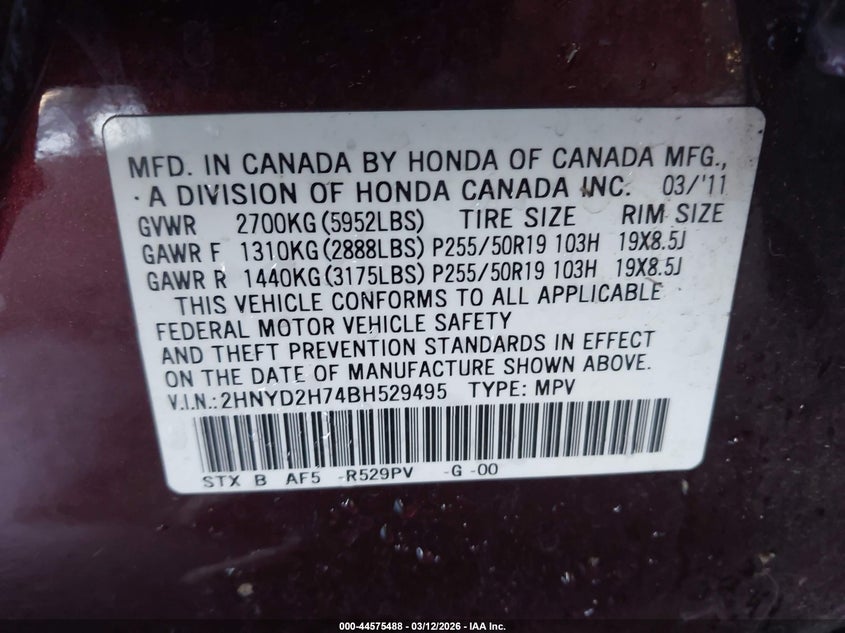 MFD. IN CANADA BY HONDA OF CANADA MFG.,
A DIVISION OF HONDA CANADA INC. 03/'11
GVWR 2700KG(5952LBS) TIRE SIZE RIM SIZE
GAWR F 1310KG(2888LBS) P255/50R19 103H 19X8.5J
GAWR R 1440KG(3175LBS) P255/50R19 103H 19X8.5J
THIS VEHICLE CONFORMS TO ALL APPLICABLE
FEDERAL MOTOR VEHICLE SAFETY
AND THEFT PREVENTION STANDARDS IN EFFECT
ON THE DATE OF MANUFACTURE SHOWN ABOVE.
V.I.N.:2HNYD2H74BH529495 TYPE: MPV
STX B AF5 -R529PV -G -00
000-44575488 - 03/12/2026 - IAA Inc.